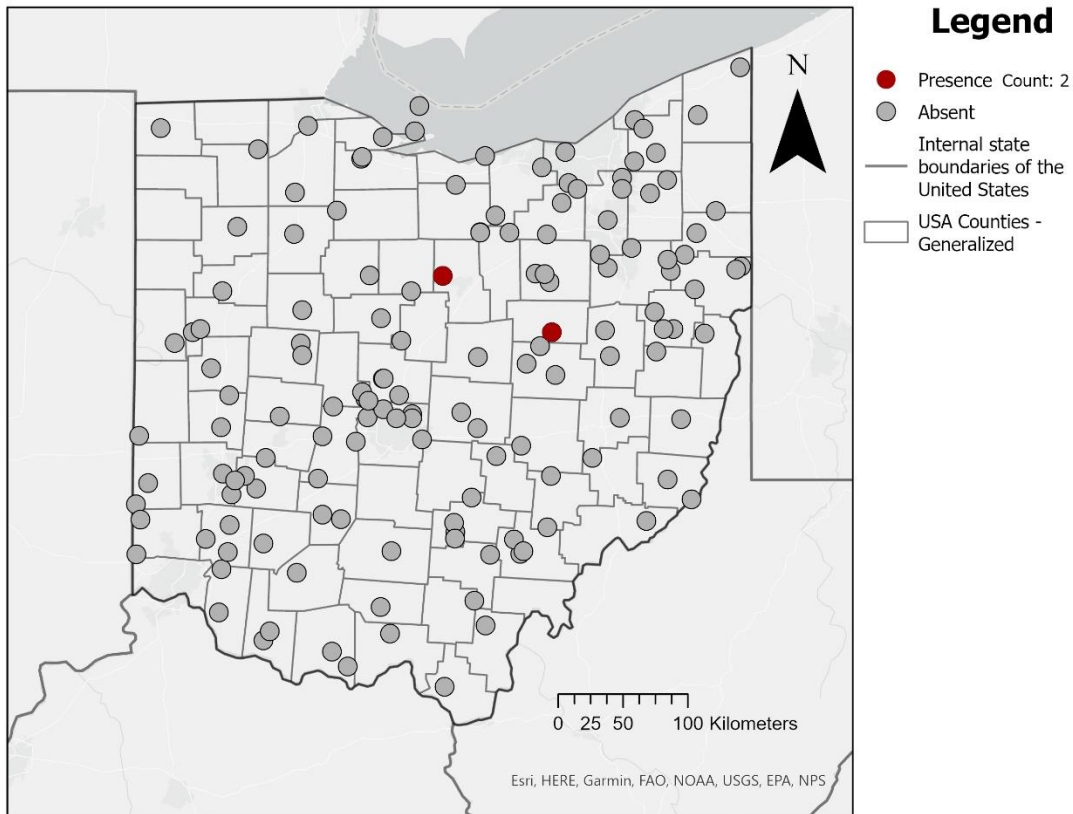 Legend
Presence Count: 2
Absent
Internal state
boundaries of the
United States
USA Counties -
Generalized
N
0 25 50 100 Kilometers
Esri, HERE, Garmin, FAO, NOAA, USGS, EPA, NPS